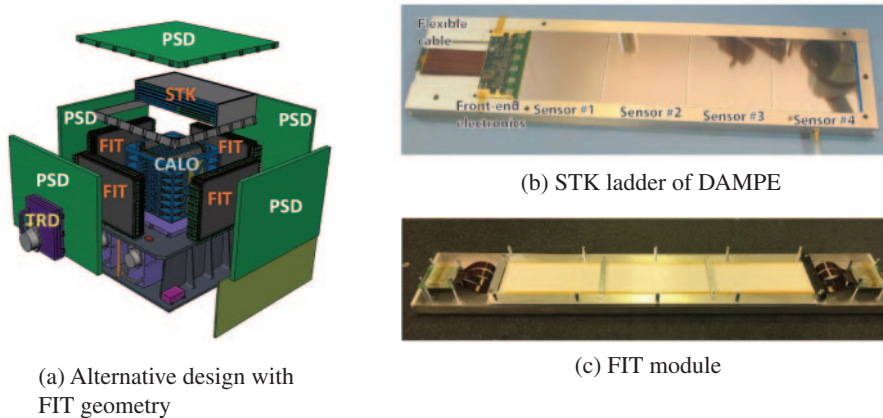 PSD
STK
PSD
PSD
FIT
FIT
CALO
PSD
FIT
FIT
PSD
TRD
(a) Alternative design with
FIT geometry
Flexible
cable
Front-end
electronics
Sensor #1
Sensor #2
Sensor #3
Sensor #4
(b) STK ladder of DAMPE
(c) FIT module